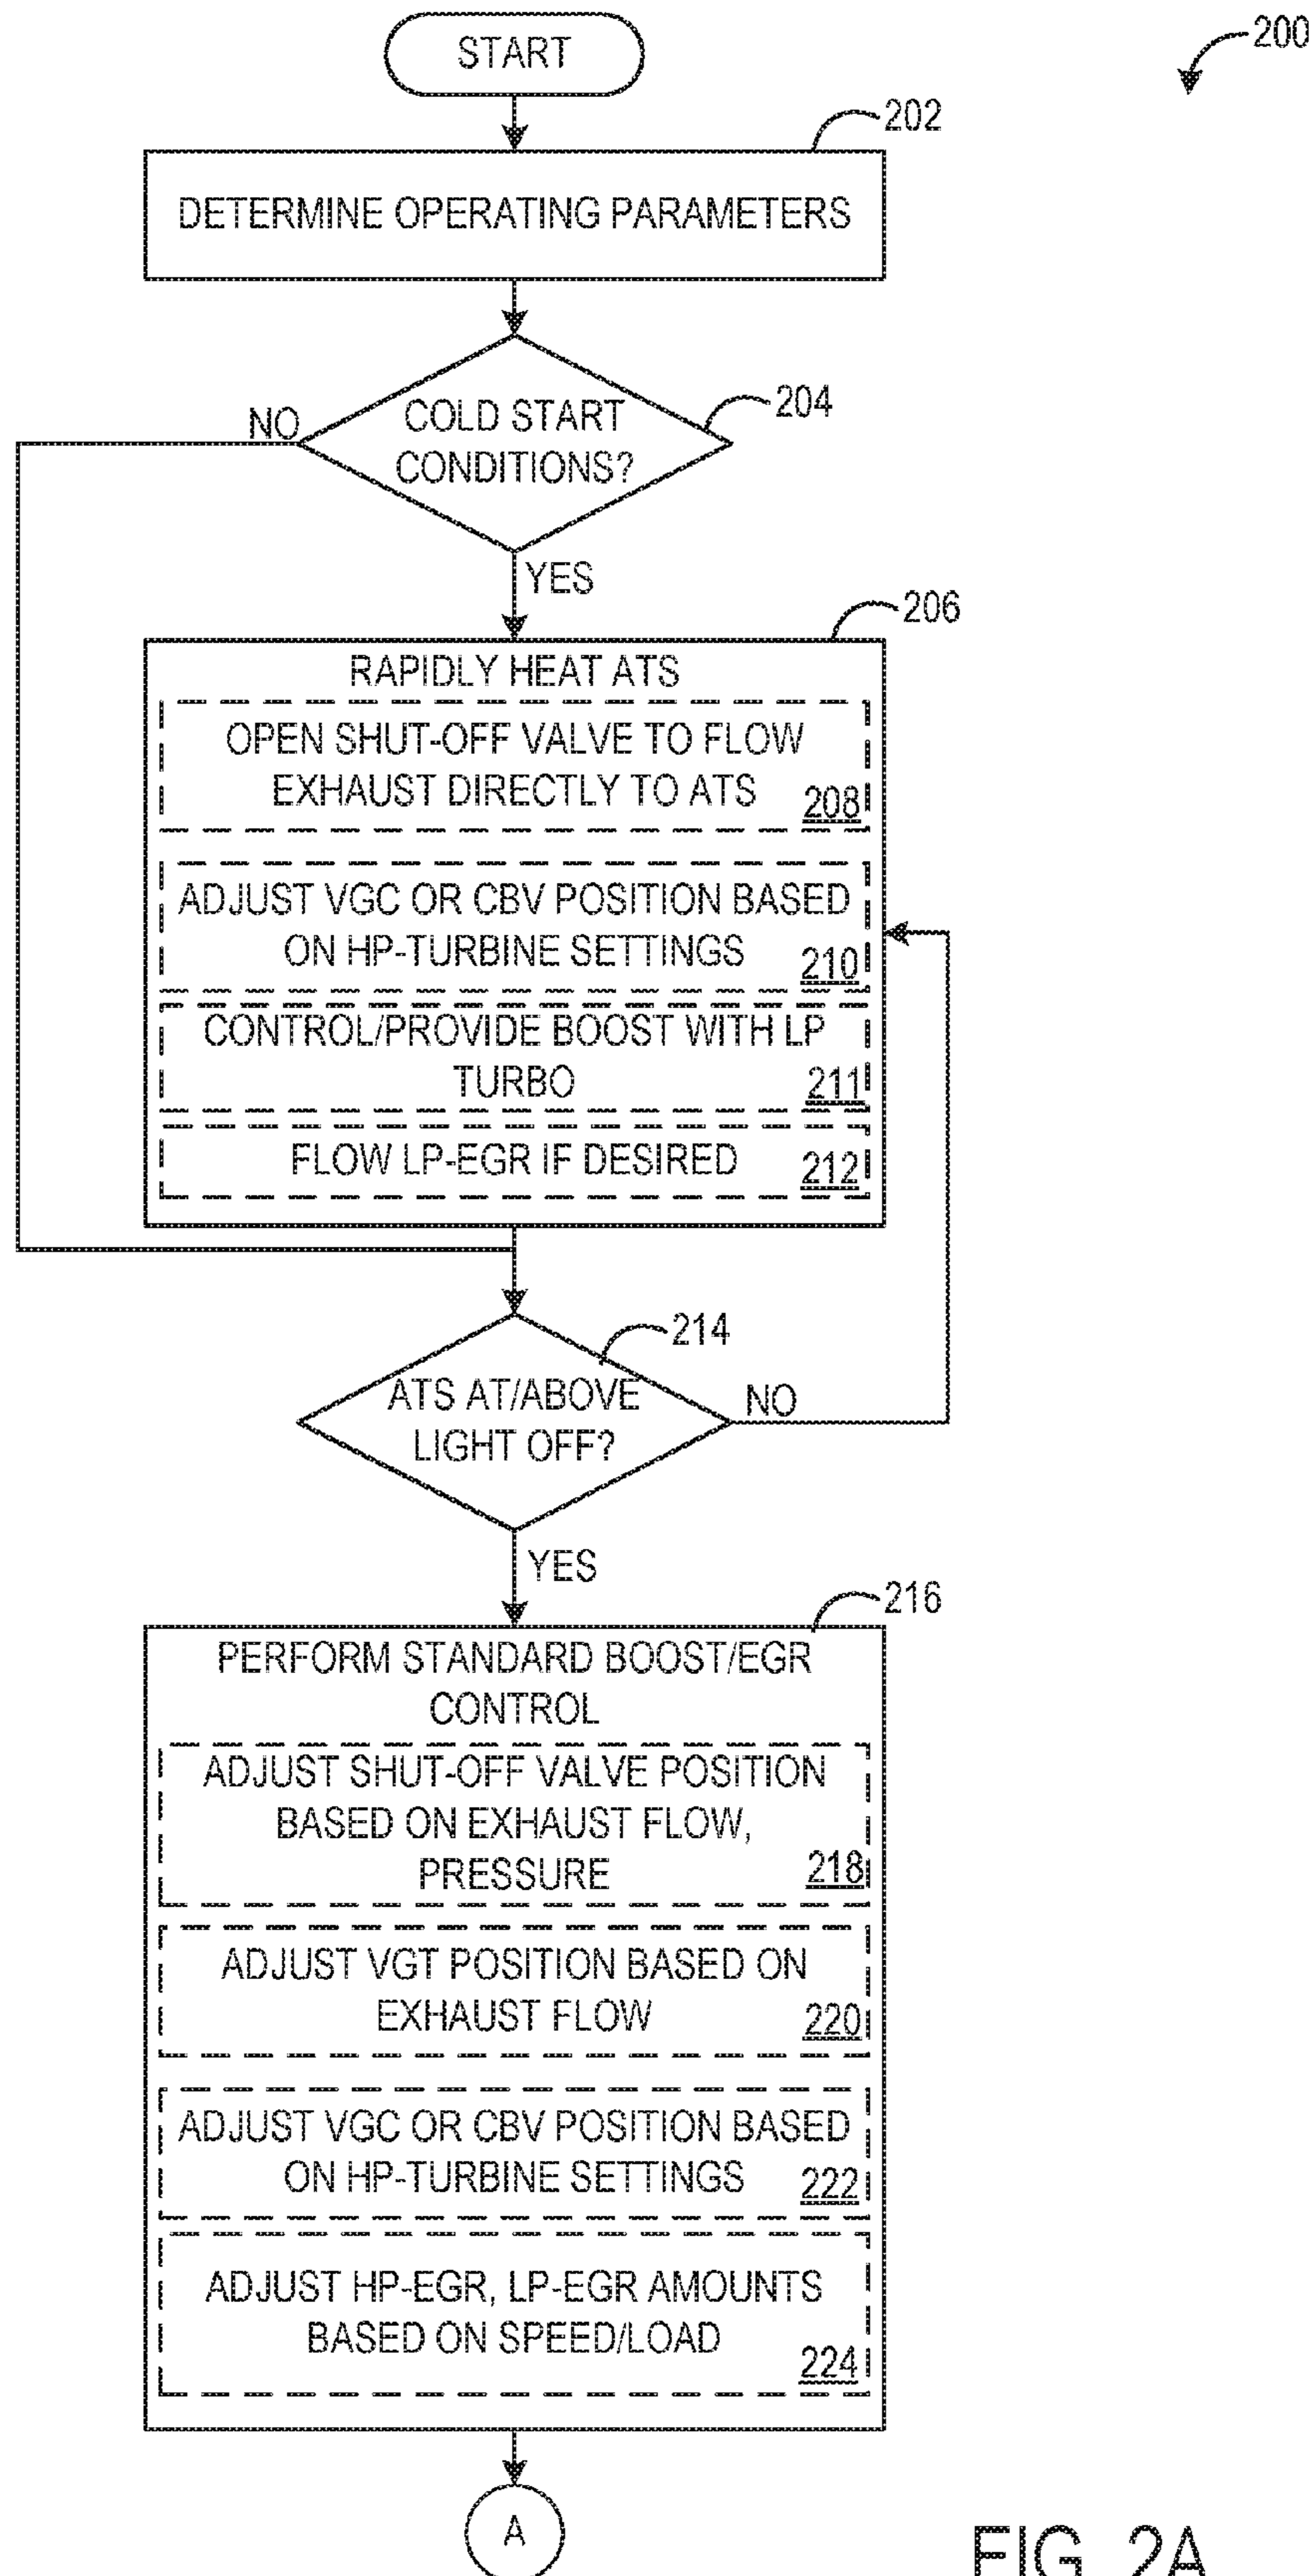 START
200
202
DETERMINE OPERATING PARAMETERS
NO
COLD START
CONDITIONS?
204
YES
206
RAPIDLY HEAT ATS
OPEN SHUT-OFF VALVE TO FLOW
EXHAUST DIRECTLY TO ATS
208
ADJUST VGC OR CBV POSITION BASED
ON HP-TURBINE SETTINGS
210
CONTROL/PROVIDE BOOST WITH LP
TURBO
211
FLOW LP-EGR IF DESIRED
212
214
ATS AT/ABOVE
LIGHT OFF?
NO
YES
216
PERFORM STANDARD BOOST/EGR
CONTROL
ADJUST SHUT-OFF VALVE POSITION
BASED ON EXHAUST FLOW,
PRESSURE
218
ADJUST VGT POSITION BASED ON
EXHAUST FLOW
220
ADJUST VGC OR CBV POSITION BASED
ON HP-TURBINE SETTINGS
222
ADJUST HP-EGR, LP-EGR AMOUNTS
BASED ON SPEED/LOAD
224
A
FIG. 2A